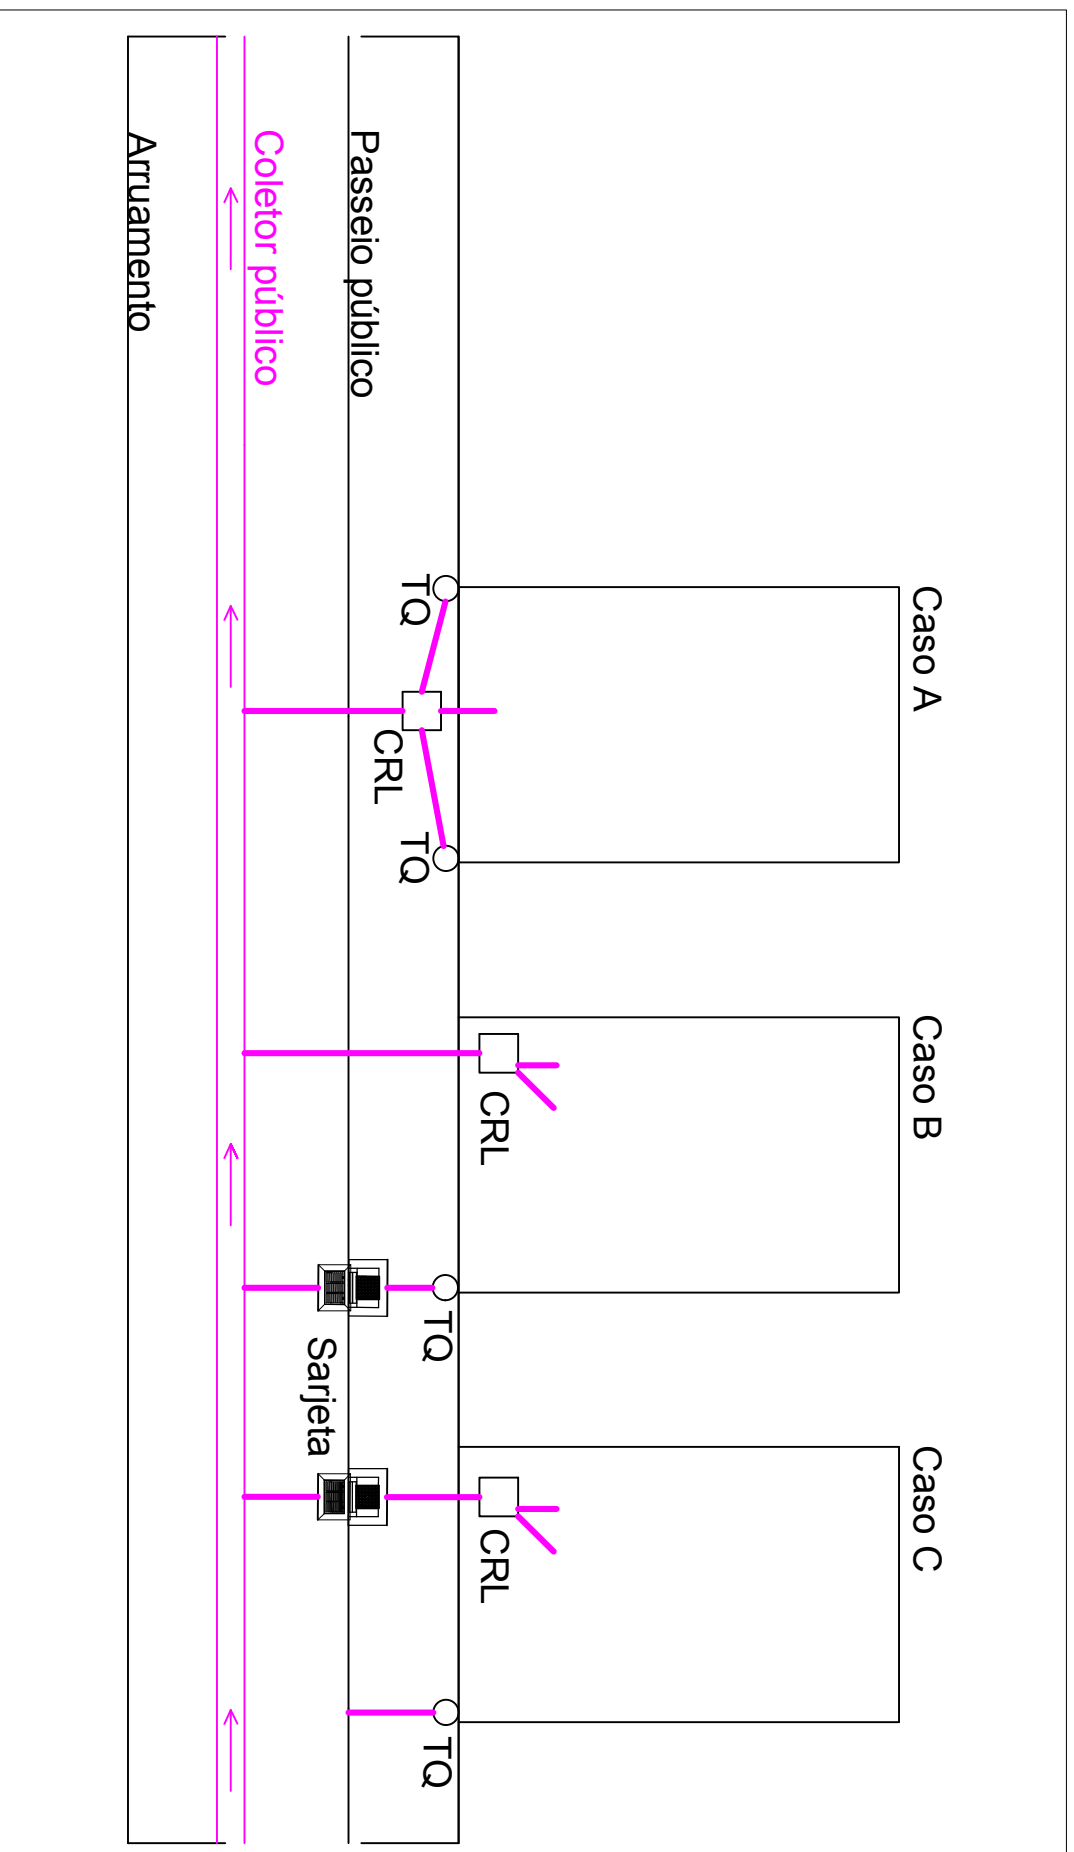 Caso A
Caso B
Caso C
TQ
CRL
TQ
CRL
TQ
CRL
TQ
Sarjeta
Passeio público
Coletor público
Arruamento